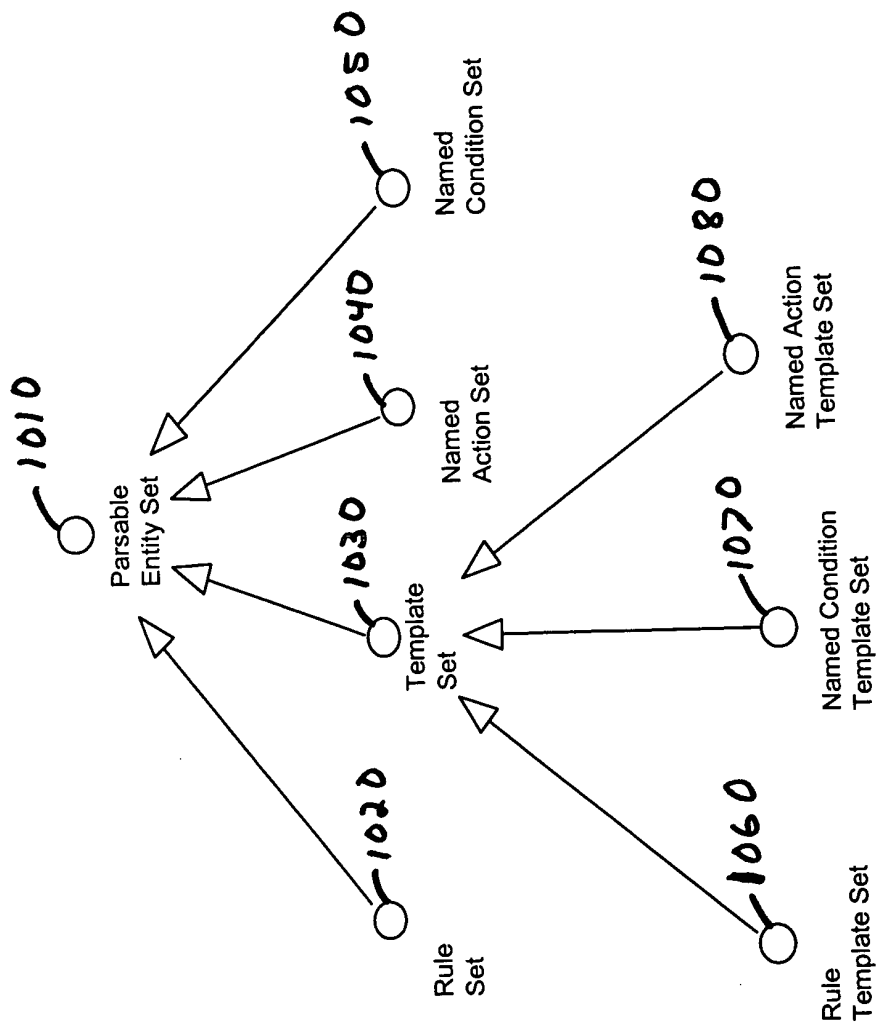 1010
Parsable
Entity Set
1020
Rule
Set
1030
Template
Set
1040
Named
Action Set
1050
Named
Condition Set
1060
Rule
Template Set
1070
Named Condition
Template Set
1080
Named Action
Template Set